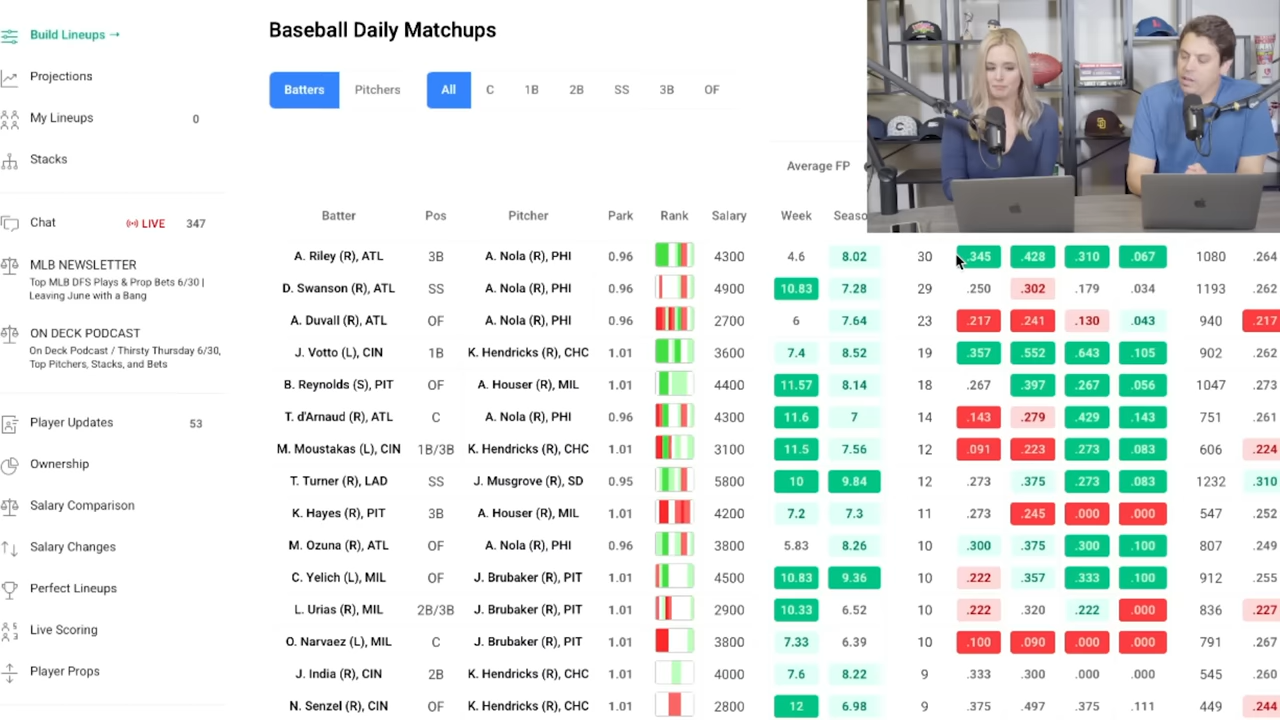 Build Lineups →
Projections
My Lineups 0
Stacks
Chat LIVE 347
MLB NEWSLETTER
Top MLB DFS Plays & Prop Bets 6/30 |
Leaving June with a Bang
ON DECK PODCAST
On Deck Podcast / Thirsty Thursday 6/30,
Top Pitchers, Stacks, and Bets
Player Updates 53
Ownership
Salary Comparison
Salary Changes
Perfect Lineups
Live Scoring
Player Props
Baseball Daily Matchups
Batters Pitchers All C 1B 2B SS 3B OF
Average FP
Batter Pos Pitcher Park Rank Salary Week Seaso
A. Riley (R), ATL 3B A. Nola (R), PHI 0.96 4300 4.6 8.02 30 .345 .428 .310 .067 1080 .264
D. Swanson (R), ATL SS A. Nola (R), PHI 0.96 4900 10.83 7.28 29 .250 .302 .179 .034 1193 .262
A. Duvall (R), ATL OF A. Nola (R), PHI 0.96 2700 6 7.64 23 .217 .241 .130 .043 940 .217
J. Votto (L), CIN 1B K. Hendricks (R), CHC 1.01 3600 7.4 8.52 19 .357 .552 .643 .105 902 .262
B. Reynolds (S), PIT OF A. Houser (R), MIL 1.01 4400 11.57 8.14 18 .267 .397 .267 .056 1047 .273
T. d'Arnaud (R), ATL C A. Nola (R), PHI 0.96 4300 11.6 7 14 .143 .279 .429 .143 751 .261
M. Moustakas (L), CIN 1B/3B K. Hendricks (R), CHC 1.01 3100 11.5 7.56 12 .091 .223 .273 .083 606 .224
T. Turner (R), LAD SS J. Musgrove (R), SD 0.95 5800 10 9.84 12 .273 .375 .273 .083 1232 .310
K. Hayes (R), PIT 3B A. Houser (R), MIL 1.01 4200 7.2 7.3 11 .273 .245 .000 .000 547 .252
M. Ozuna (R), ATL OF A. Nola (R), PHI 0.96 3800 5.83 8.26 10 .300 .375 .300 .100 807 .249
C. Yelich (L), MIL OF J. Brubaker (R), PIT 1.01 4500 10.83 9.36 10 .222 .357 .333 .100 912 .255
L. Urias (R), MIL 2B/3B J. Brubaker (R), PIT 1.01 2900 10.33 6.52 10 .222 .320 .222 .000 836 .227
O. Narvaez (L), MIL C J. Brubaker (R), PIT 1.01 3800 7.33 6.39 10 .100 .090 .000 .000 791 .267
J. India (R), CIN 2B K. Hendricks (R), CHC 1.01 4000 7.6 8.22 9 .333 .300 .000 .000 545 .260
N. Senzel (R), CIN OF K. Hendricks (R), CHC 1.01 2800 12 6.98 9 .375 .497 .375 .111 449 .244